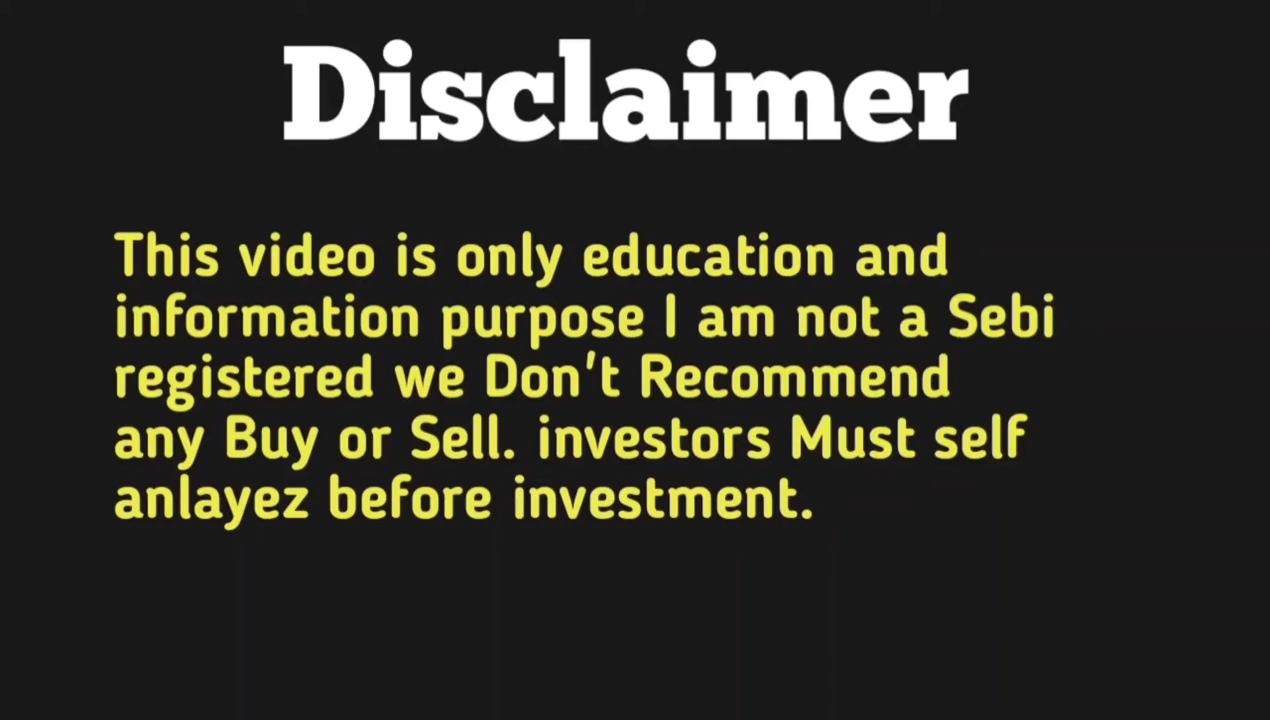 Disclaimer
This video is only education and
information purpose I am not a Sebi
registered we Don't Recommend
any Buy or Sell. investors Must self
anlayez before investment.